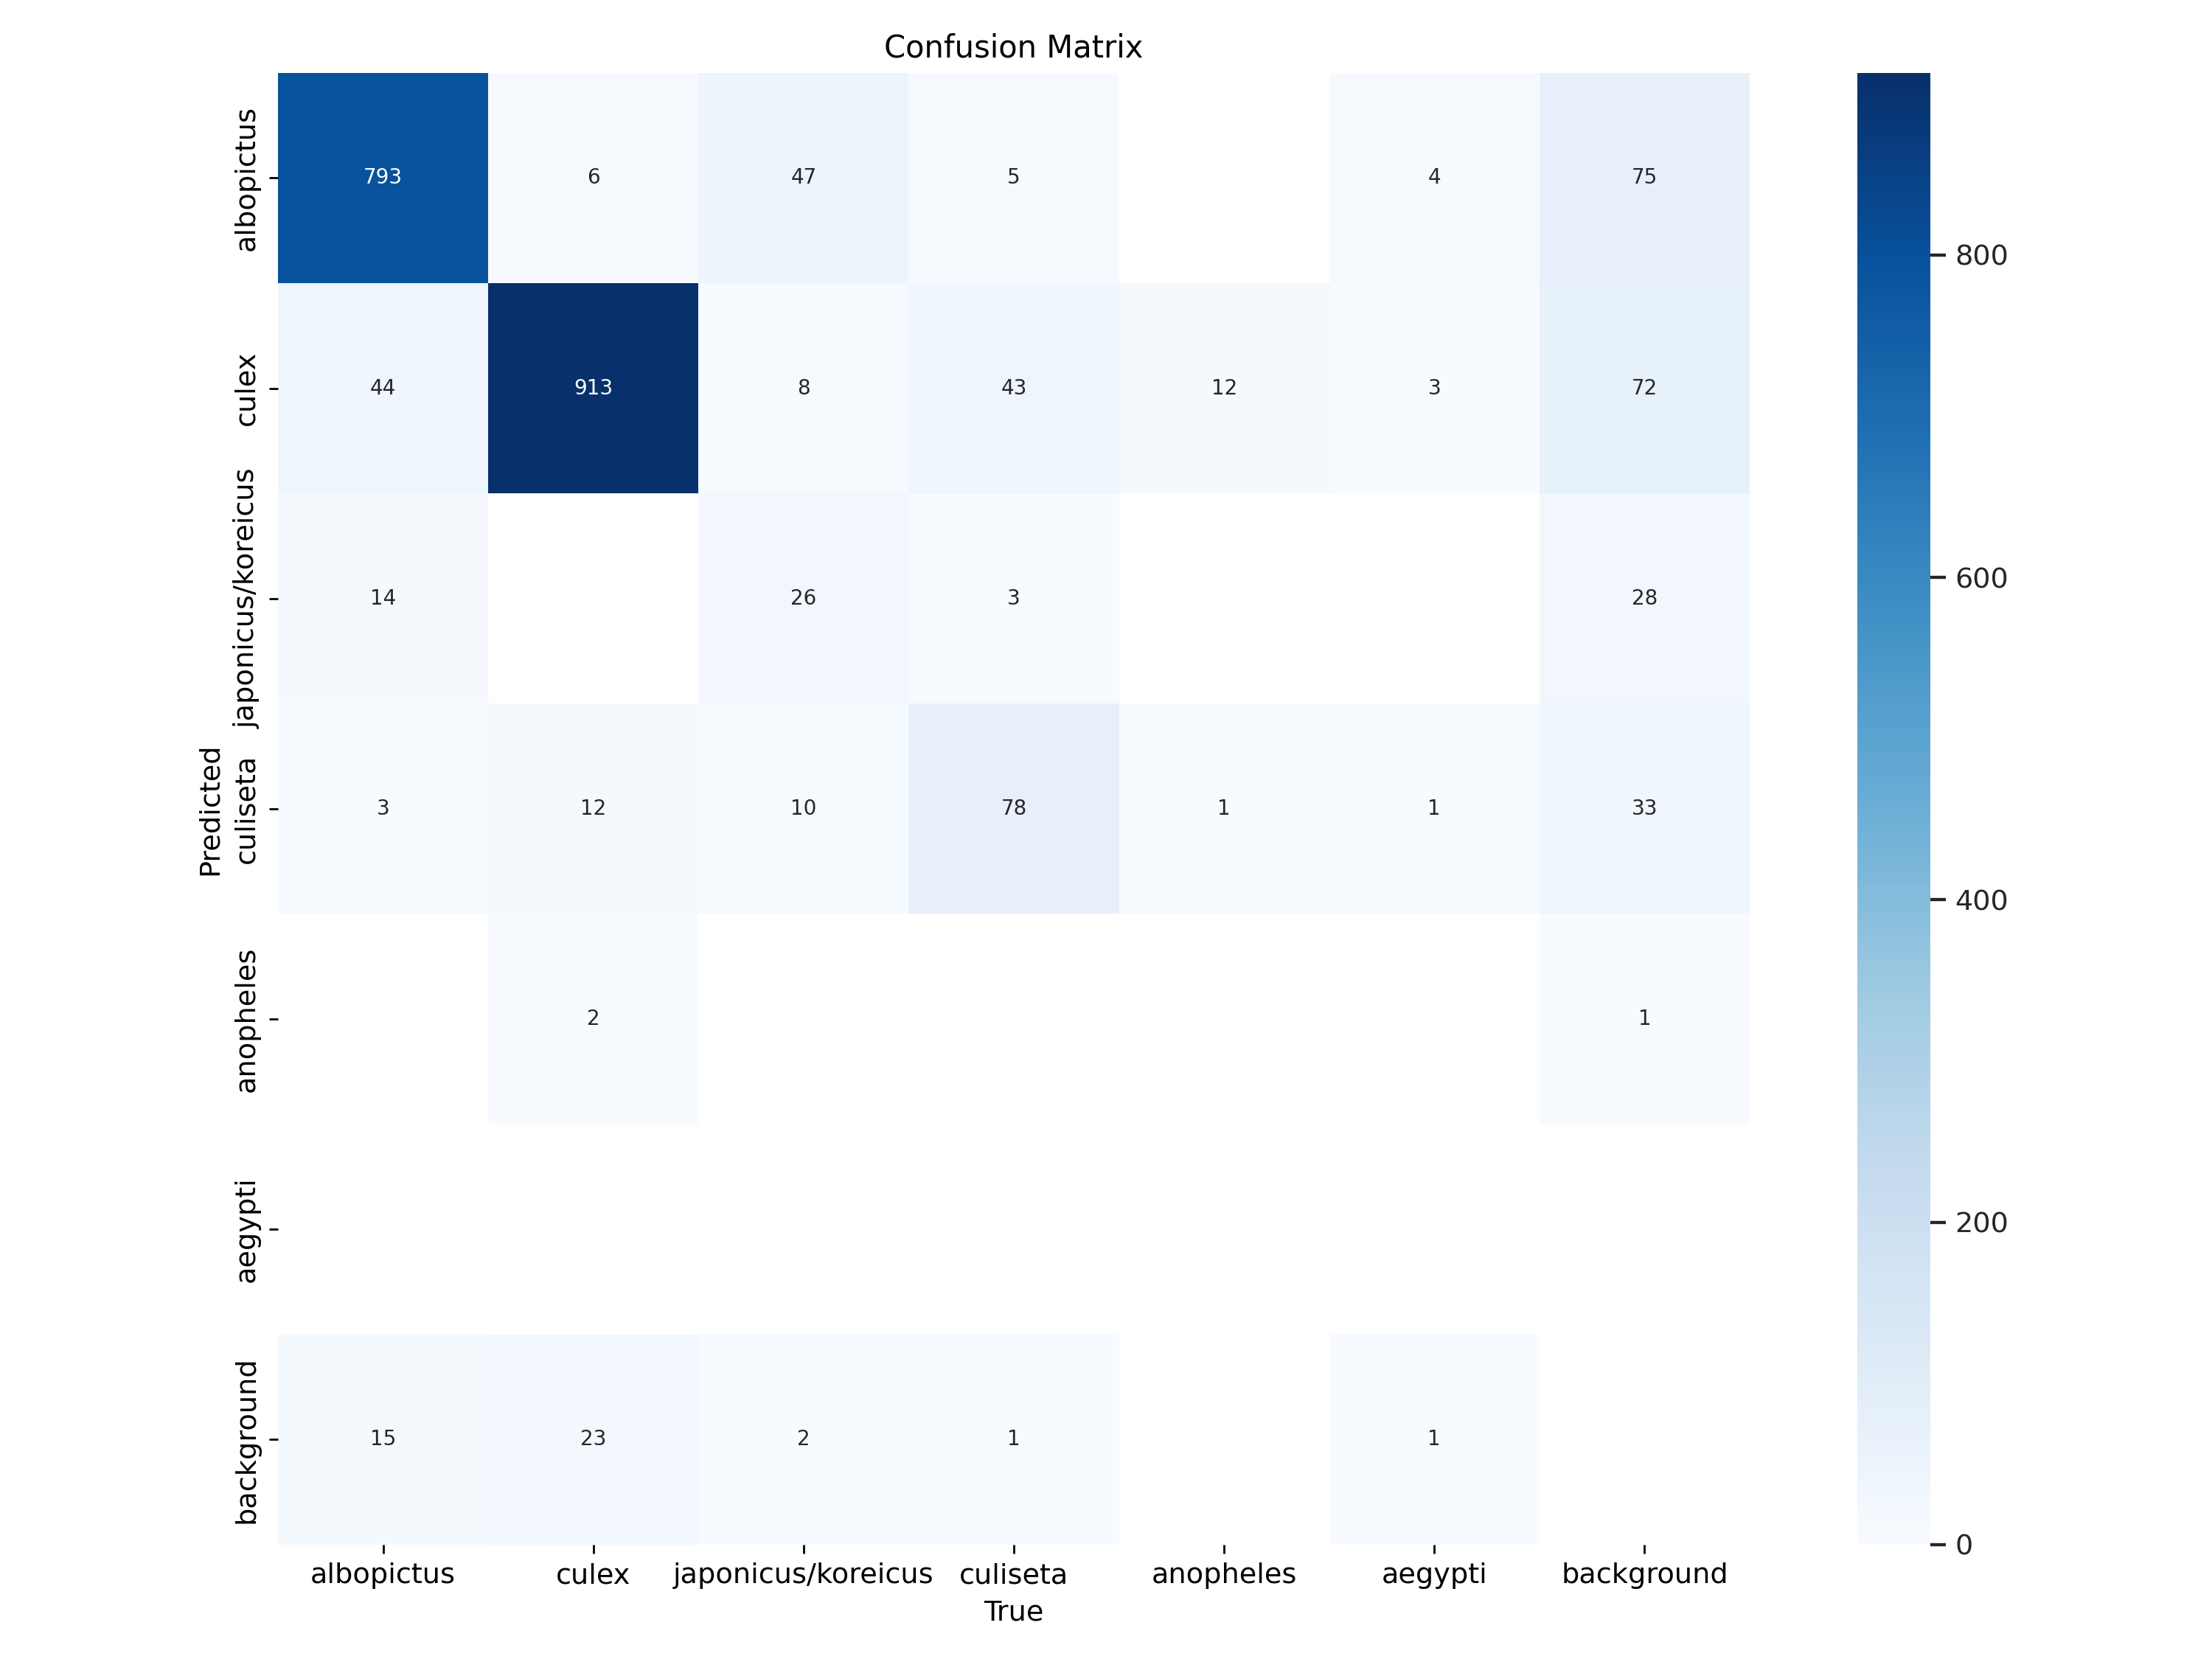 Confusion Matrix
albopictus
793 6 47 5 4 75
culex
44 913 8 43 12 3 72
japonicus/koreicus
14 26 3 28
culiseta
3 12 10 78 1 1 33
anopheles
2 1
aegypti
background
15 23 2 1 1
Predicted
albopictus culex japonicus/koreicus culiseta anopheles aegypti background
True
800
600
400
200
0